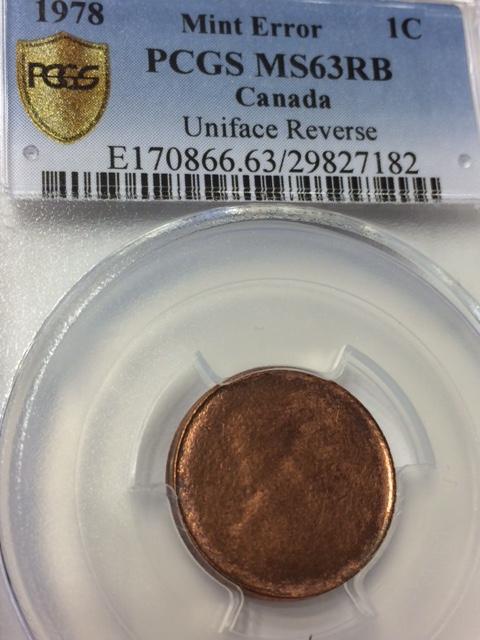 1978 Mint Error 1C
PCGS
PCGS MS63RB
Canada
Uniface Reverse
E170866.63/29827182